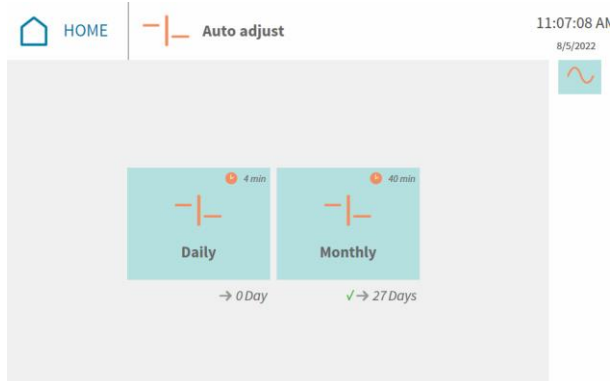 HOME
Auto adjust
11:07:08 AM
8/5/2022
4 min
40 min
Daily
Monthly
→ 0 Day
✓→ 27 Days